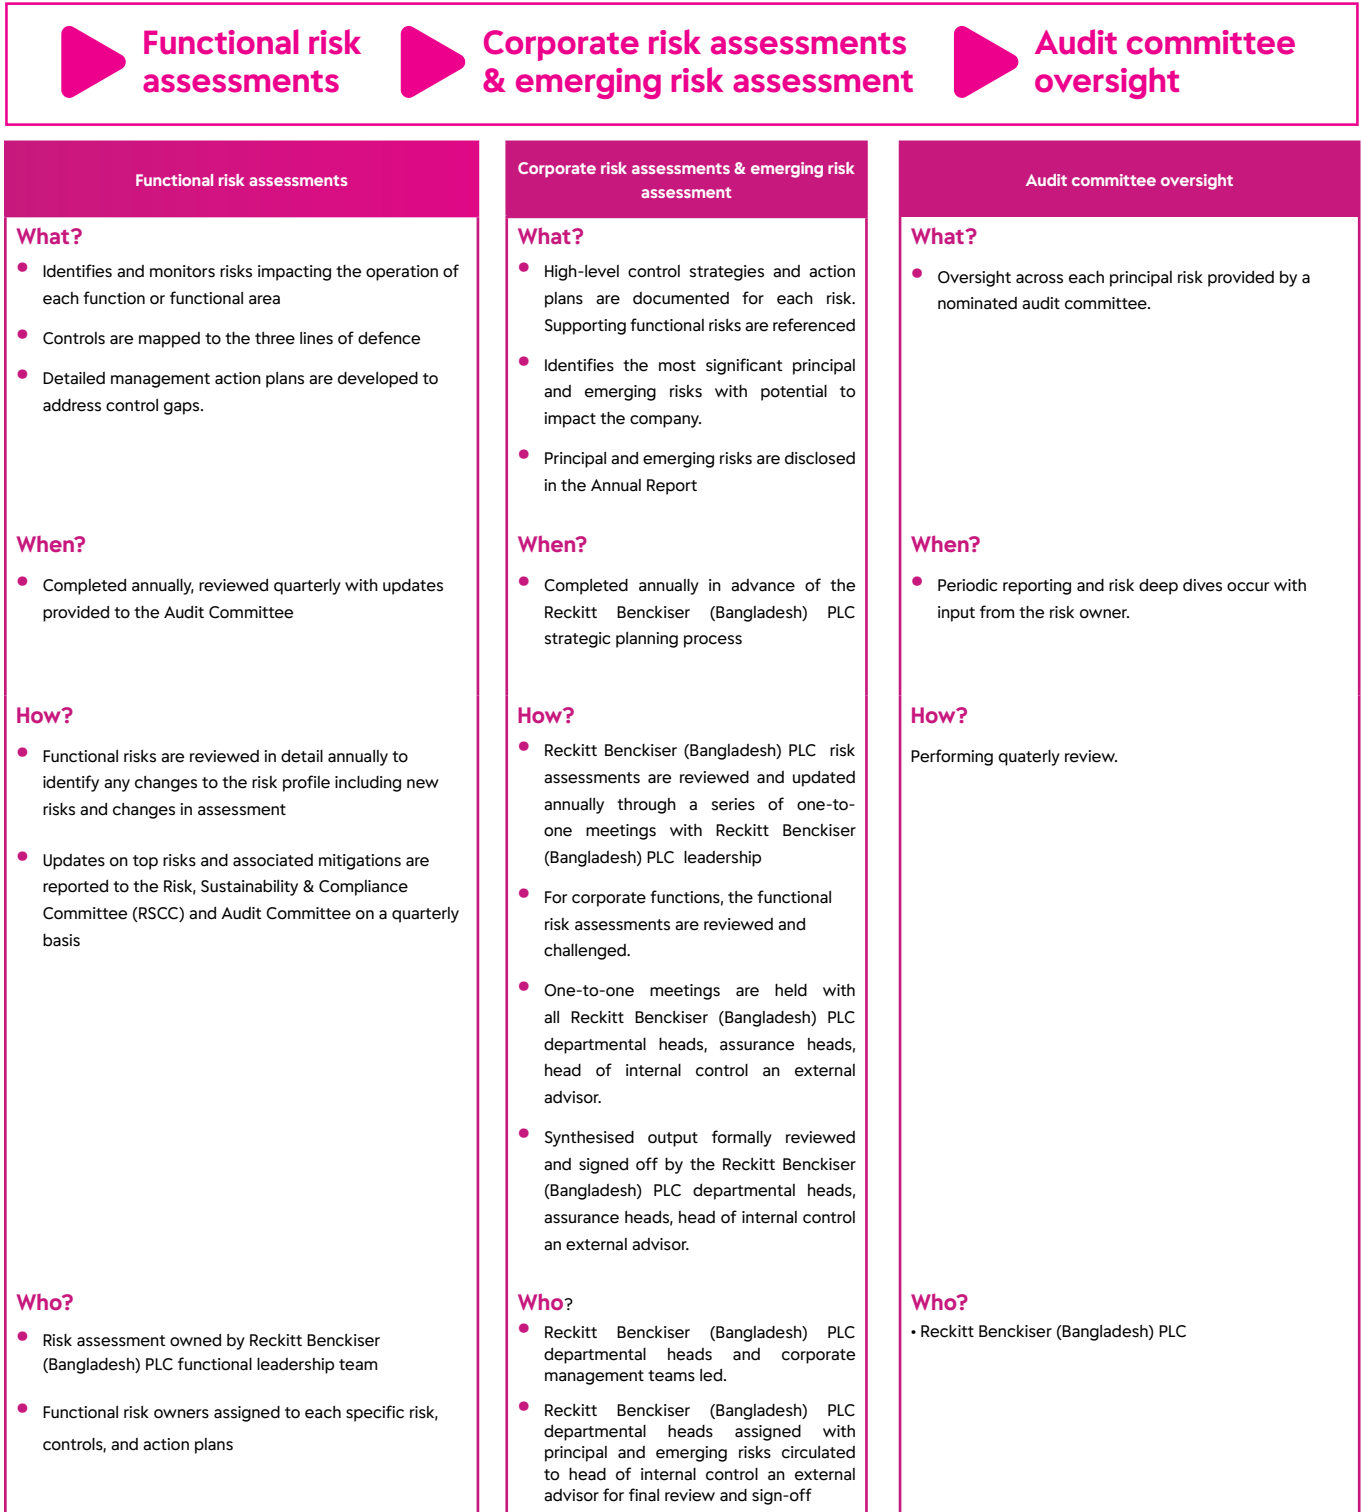 Functional risk
assessments
Corporate risk assessments
& emerging risk assessment
Audit committee
oversight
Functional risk assessments
What?
Identifies and monitors risks impacting the operation of
each function or functional area
Controls are mapped to the three lines of defence
Detailed management action plans are developed to
address control gaps.
When?
Completed annually, reviewed quarterly with updates
provided to the Audit Committee
How?
Functional risks are reviewed in detail annually to
identify any changes to the risk profile including new
risks and changes in assessment
Updates on top risks and associated mitigations are
reported to the Risk, Sustainability & Compliance
Committee (RSCC) and Audit Committee on a quarterly
basis
Who?
Risk assessment owned by Reckitt Benckiser
(Bangladesh) PLC functional leadership team
Functional risk owners assigned to each specific risk,
controls, and action plans
Corporate risk assessments & emerging risk
assessment
What?
High-level control strategies and action
plans are documented for each risk.
Supporting functional risks are referenced
Identifies the most significant principal
and emerging risks with potential to
impact the company.
Principal and emerging risks are disclosed
in the Annual Report
When?
Completed annually in advance of the
Reckitt Benckiser (Bangladesh) PLC
strategic planning process
How?
Reckitt Benckiser (Bangladesh) PLC risk
assessments are reviewed and updated
annually through a series of one-to-
one meetings with Reckitt Benckiser
(Bangladesh) PLC leadership
For corporate functions, the functional
risk assessments are reviewed and
challenged.
One-to-one meetings are held with
all Reckitt Benckiser (Bangladesh) PLC
departmental heads, assurance heads,
head of internal control an external
advisor.
Synthesised output formally reviewed
and signed off by the Reckitt Benckiser
(Bangladesh) PLC departmental heads,
assurance heads, head of internal control
an external advisor.
Who?
Reckitt Benckiser (Bangladesh) PLC
departmental heads and corporate
management teams led.
Reckitt Benckiser (Bangladesh) PLC
departmental heads assigned with
principal and emerging risks circulated
to head of internal control an external
advisor for final review and sign-off
Audit committee oversight
What?
Oversight across each principal risk provided by a
nominated audit committee.
When?
Periodic reporting and risk deep dives occur with
input from the risk owner.
How?
Performing quaterly review.
Who?
• Reckitt Benckiser (Bangladesh) PLC